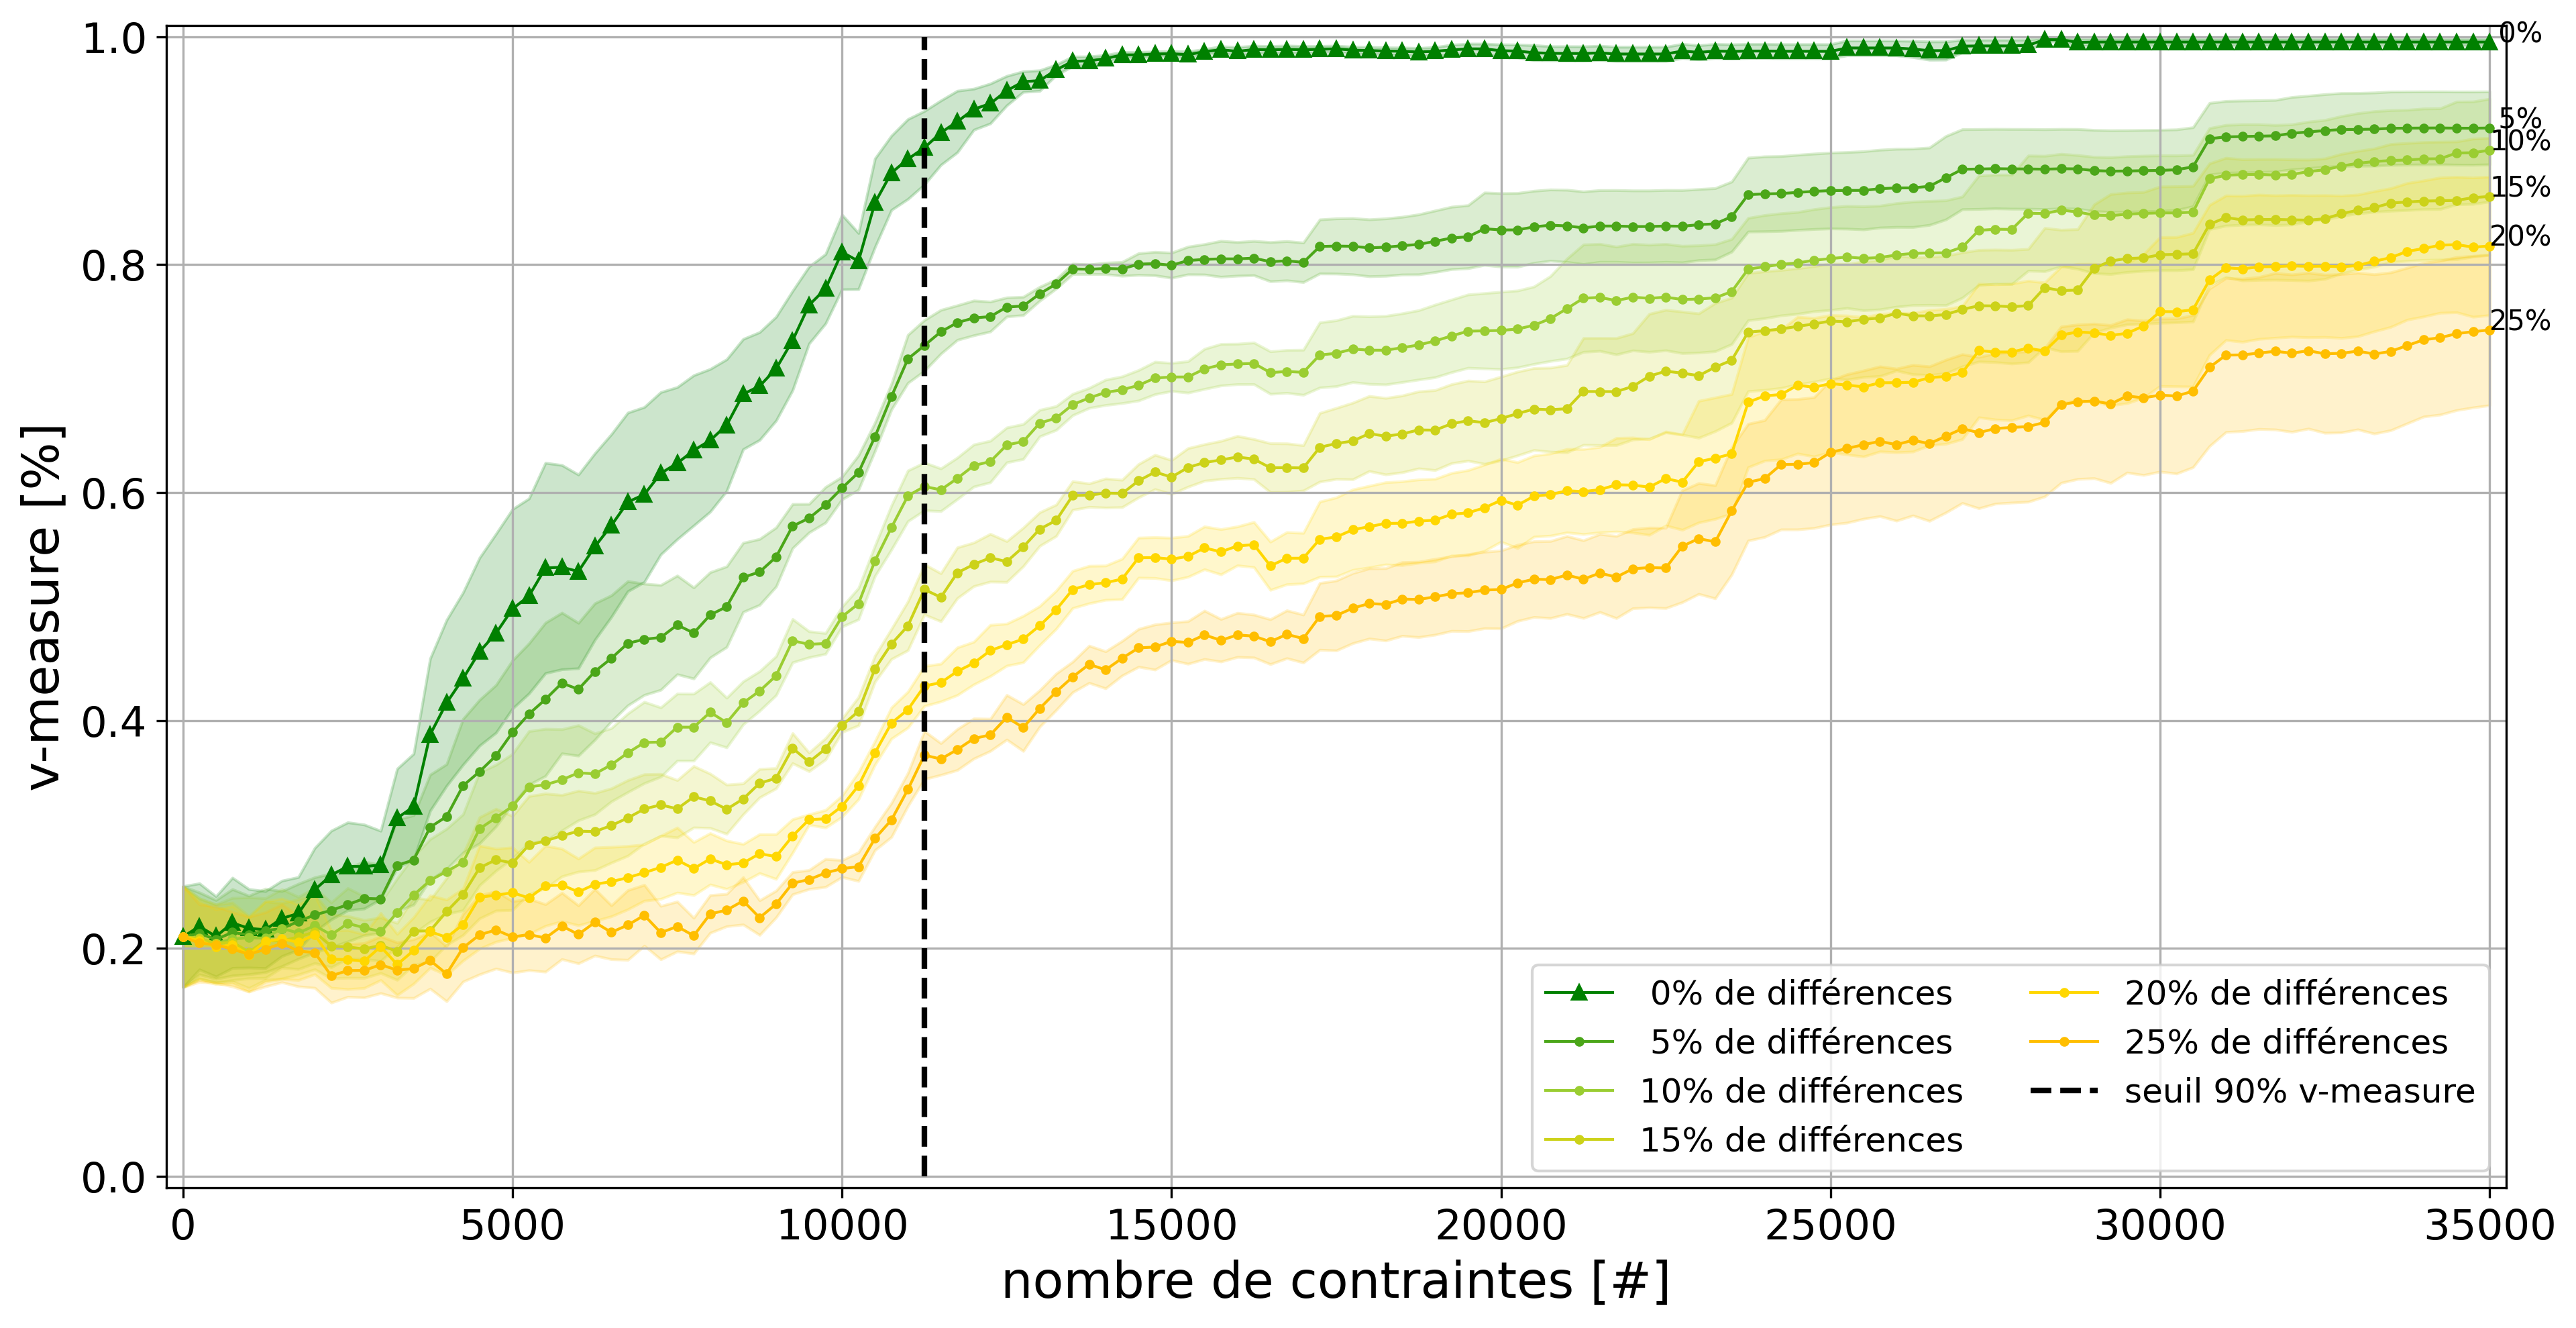 v-measure [%]
1.0
0.8
0.6
0.4
0.2
0.0
0%
5%
10%
15%
20%
25%
0% de différences
5% de différences
10% de différences
15% de différences
20% de différences
25% de différences
seuil 90% v-measure
0 5000 10000 15000 20000 25000 30000 35000
nombre de contraintes [#]